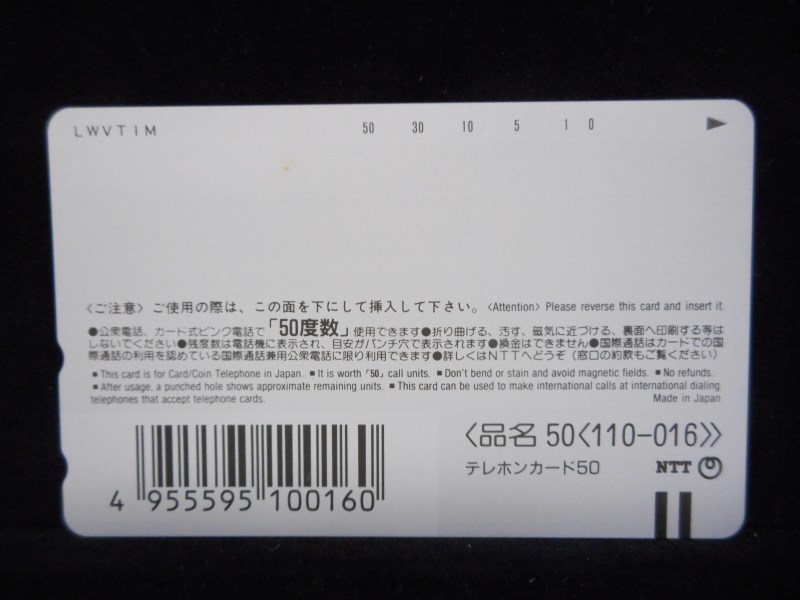 LWVTIM 50 30 10 5 1 0
〈ご注意〉ご使用の際は、この面を下にして挿入して下さい。〈Attention〉 Please reverse this card and insert it.
●公衆電話、カード式ピンク電話で「50度数」使用できます●折り曲げる、汚す、磁気に近づける、裏面へ印刷する等は
しないでください●残度数は電話機に表示され、目安がパンチ穴で表示されます●換金はできません●国際通話はカードでの国
際通話の利用を認めている国際通話兼用公衆電話に限り利用できます●詳しくはNTTへどうぞ(窓口の約款もご覧ください)
■This card is for Card/Coin Telephone in Japan. ■It is worth「50」call units. ■Don't bend or stain and avoid magnetic fields. ■No refunds.
■After usage, a punched hole shows approximate remaining units. ■This card can be used to make international calls at international dialing
telephones that accept telephone cards. Made in Japan
〈品名 50〈110-016〉〉
テレホンカード50 NTT
4 955595 100160